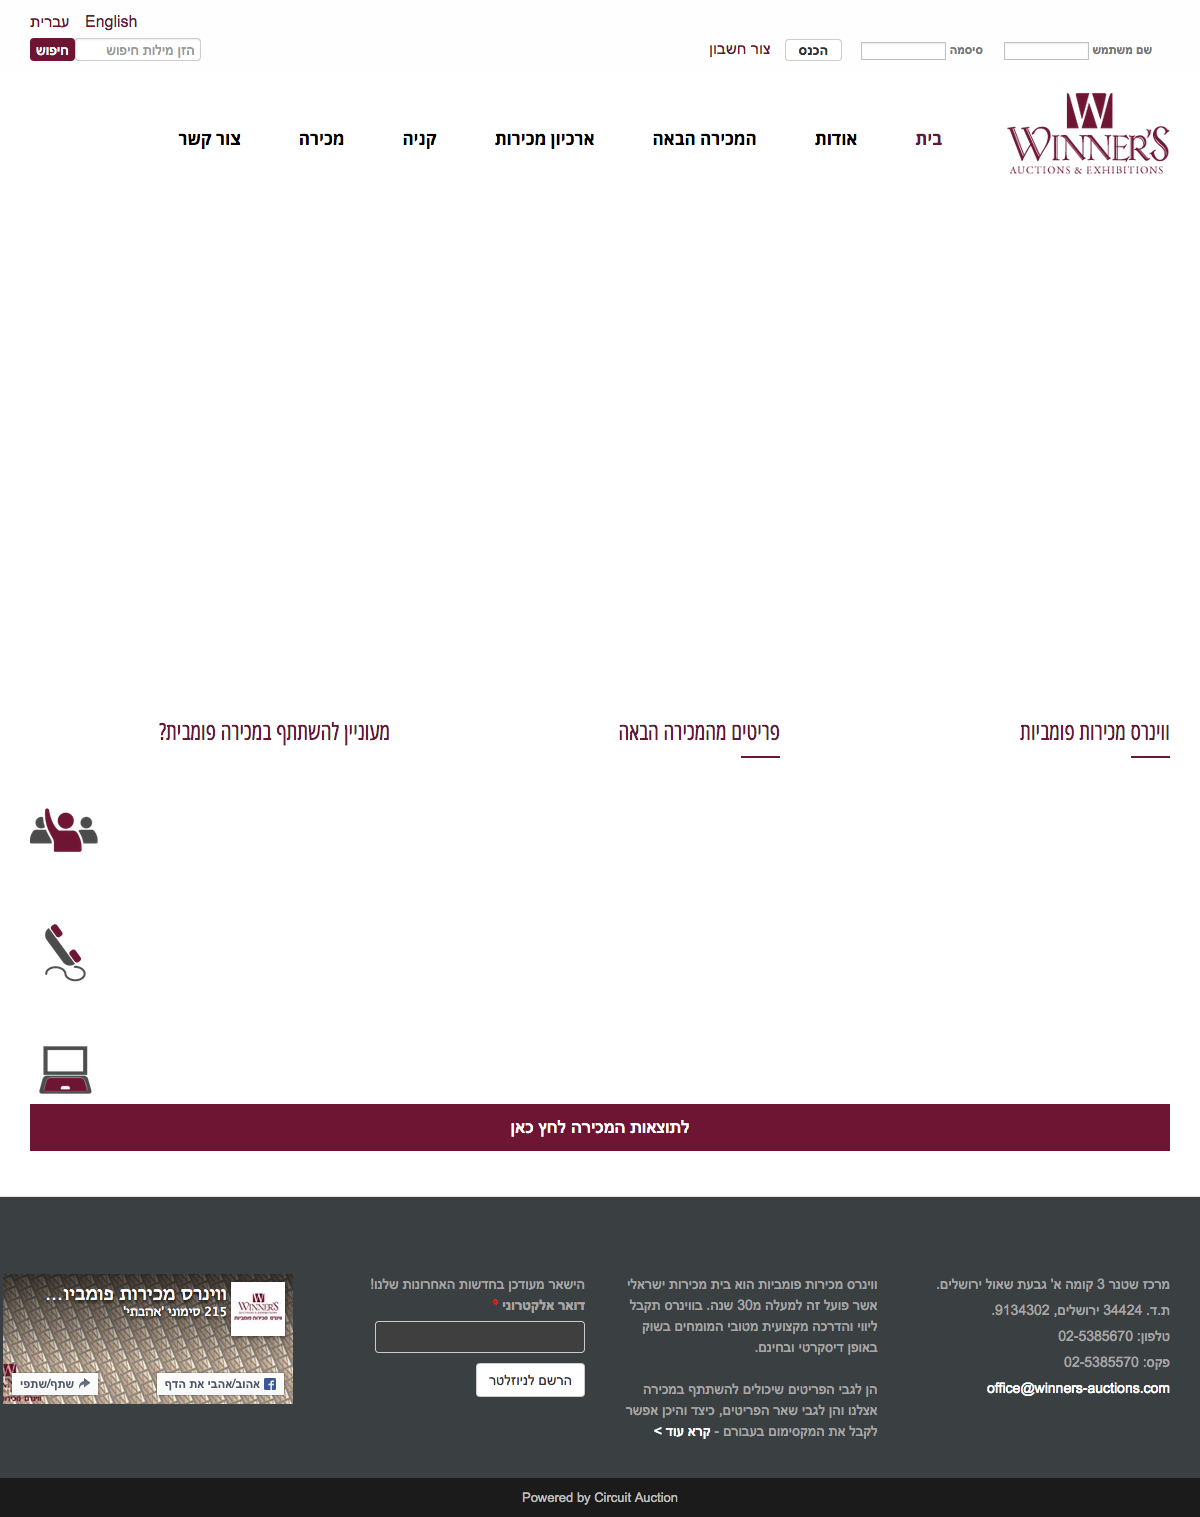 English
עברית
הזן מילות חיפוש
חיפוש
שם משתמש
סיסמה
הכנס
צור חשבון
WINNER'S
AUCTIONS & EXHIBITIONS
בית
אודות
המכירה הבאה
ארכיון מכירות
קניה
מכירה
צור קשר
ווינרס מכירות פומביות
פריטים מהמכירה הבאה
מעוניין להשתתף במכירה פומבית?
לתוצאות המכירה לחץ כאן
מרכז שטנר 3 קומה א' גבעת שאול ירושלים.
ת.ד. 34424 ירושלים, 9134302.
טלפון: 02-5385670
פקס: 02-5385570
office@winners-auctions.com
ווינרס מכירות פומביות הוא בית מכירות ישראלי
אשר פועל זה למעלה מ30 שנה. בווינרס תקבל
ליווי והדרכה מקצועית מטובי המומחים בשוק
באופן דיסקרטי ובחינם.
הן לגבי הפריטים שיכולים להשתתף במכירה
אצלנו והן לגבי שאר הפריטים, כיצד והיכן אפשר
לקבל את המקסימום בעבורם - קרא עוד >
הישאר מעודכן בחדשות האחרונות שלנו!
דואר אלקטרוני *
הרשם לניוזלטר
WINNERS
ווינרס מכירות פומביות
ווינרס מכירות פומביו...
215 סימוני 'אהבתי'
אהוב/אהבי את הדף
שתף/שתפי
Powered by Circuit Auction